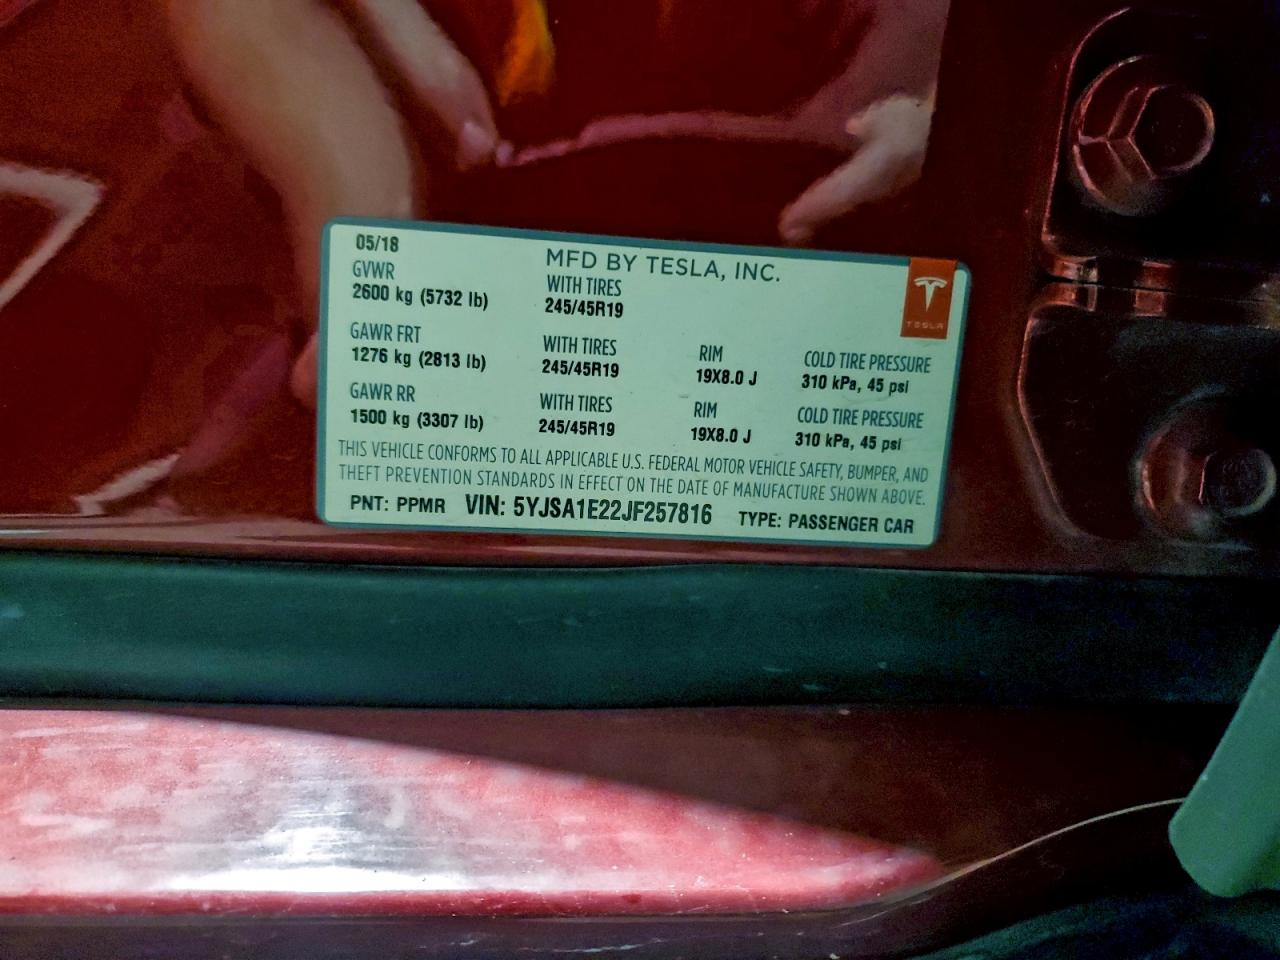 05/18
MFD BY TESLA, INC.
GVWR
2600 kg (5732 lb)
WITH TIRES
245/45R19
TESLA
GAWR FRT
1276 kg (2813 lb)
WITH TIRES
245/45R19
RIM
19X8.0 J
COLD TIRE PRESSURE
310 kPa, 45 psi
GAWR RR
1500 kg (3307 lb)
WITH TIRES
245/45R19
RIM
19X8.0 J
COLD TIRE PRESSURE
310 kPa, 45 psi
THIS VEHICLE CONFORMS TO ALL APPLICABLE U.S. FEDERAL MOTOR VEHICLE SAFETY, BUMPER, AND
THEFT PREVENTION STANDARDS IN EFFECT ON THE DATE OF MANUFACTURE SHOWN ABOVE.
PNT: PPMR VIN: 5YJSA1E22JF257816 TYPE: PASSENGER CAR